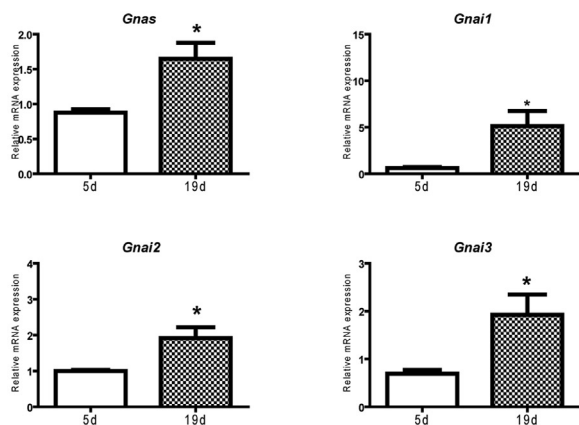 Gnas
Relative mRNA expression
2.0
1.5
1.0
0.5
0.0
*
5d
19d
Gnai1
Relative mRNA expression
15
10
5
0
*
5d
19d
Gnai2
Relative mRNA expression
4
3
2
1
0
*
5d
19d
Gnai3
Relative mRNA expression
3
2
1
0
*
5d
19d